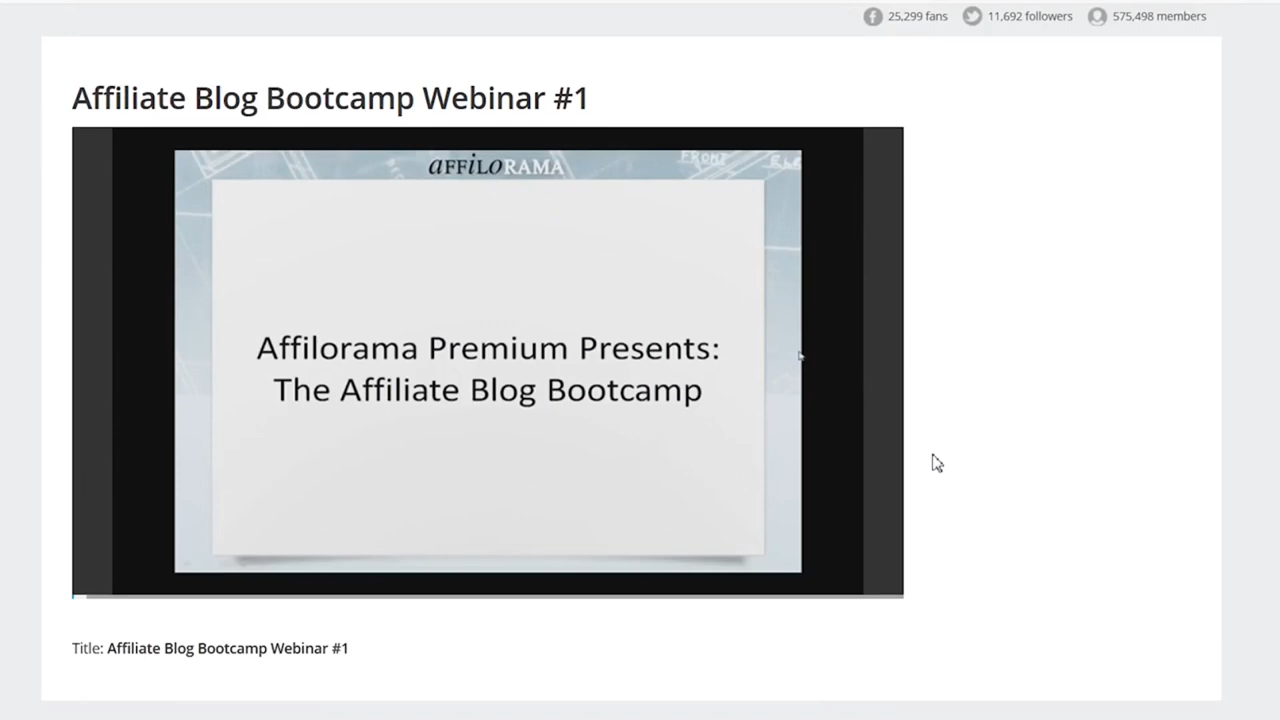 25,299 fans 11,692 followers 575,498 members
Affiliate Blog Bootcamp Webinar #1
aFFiLORAMA
FRONT
Affilorama Premium Presents:
The Affiliate Blog Bootcamp
Title: Affiliate Blog Bootcamp Webinar #1